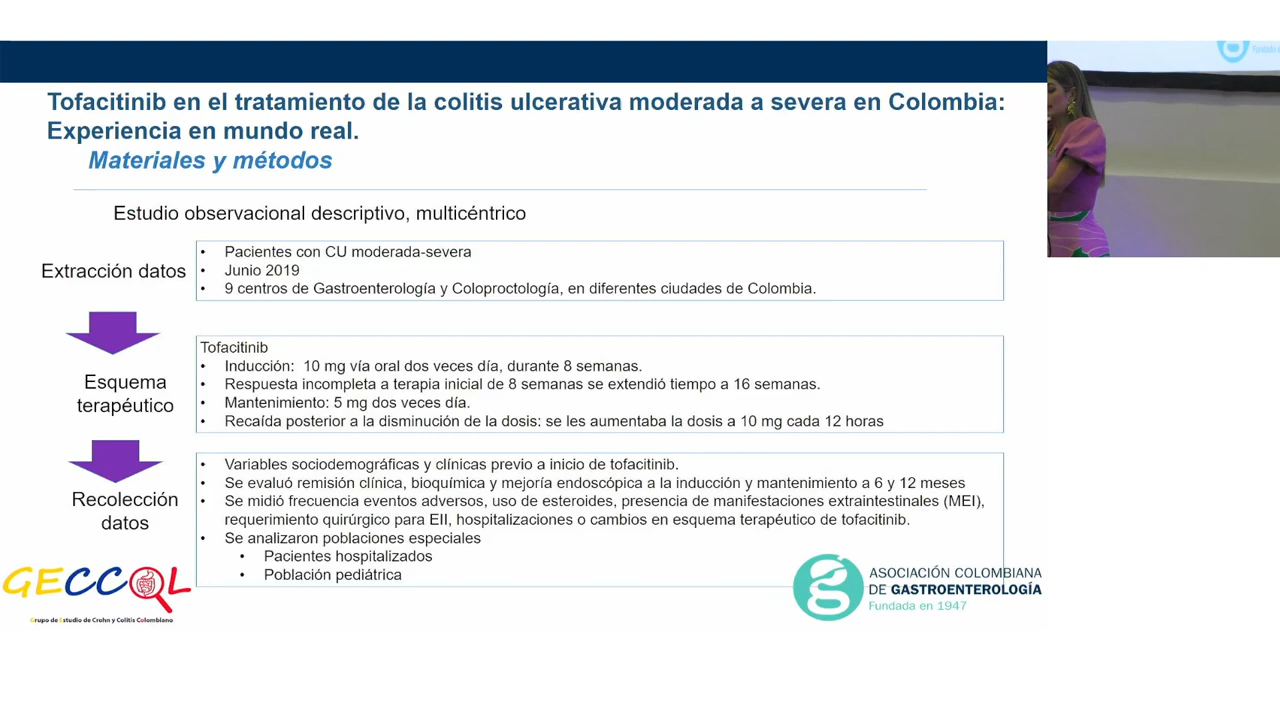 Tofacitinib en el tratamiento de la colitis ulcerativa moderada a severa en Colombia:
Experiencia en mundo real.
Materiales y métodos
Estudio observacional descriptivo, multicéntrico
Extracción datos
• Pacientes con CU moderada-severa
• Junio 2019
• 9 centros de Gastroenterología y Coloproctología, en diferentes ciudades de Colombia.
Esquema
terapéutico
Tofacitinib
• Inducción: 10 mg vía oral dos veces día, durante 8 semanas.
• Respuesta incompleta a terapia inicial de 8 semanas se extendió tiempo a 16 semanas.
• Mantenimiento: 5 mg dos veces día.
• Recaída posterior a la disminución de la dosis: se les aumentaba la dosis a 10 mg cada 12 horas
Recolección
datos
• Variables sociodemográficas y clínicas previo a inicio de tofacitinib.
• Se evaluó remisión clínica, bioquímica y mejoría endoscópica a la inducción y mantenimiento a 6 y 12 meses
• Se midió frecuencia eventos adversos, uso de esteroides, presencia de manifestaciones extraintestinales (MEI),
requerimiento quirúrgico para EII, hospitalizaciones o cambios en esquema terapéutico de tofacitinib.
• Se analizaron poblaciones especiales
• Pacientes hospitalizados
• Población pediátrica
GECCOL
Grupo de Estudio de Crohn y Colitis Colombiano
ASOCIACIÓN COLOMBIANA
DE GASTROENTEROLOGÍA
Fundada en 1947